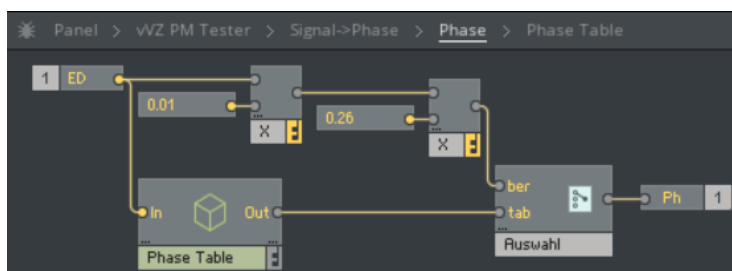 Panel > vVZ PM Tester > Signal->Phase > Phase > Phase Table
1 ED
0.01
... X
0.26
... X
In Out
... ...
Phase Table
ber
tab
...
Auswahl
Ph 1